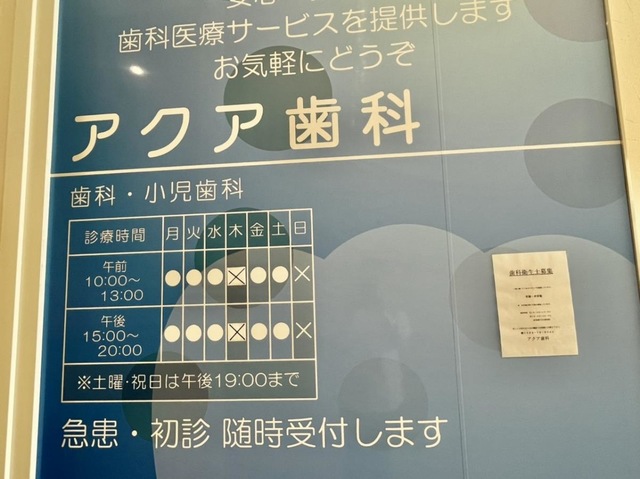 歯科医療サービスを提供します
お気軽にどうぞ
アクア歯科
歯科・小児歯科
診療時間 月 火 水 木 金 土 日
午前 10:00〜13:00 ● ● ● × ● ● ×
午後 15:00〜20:00 ● ● ● × ● ● ×
※土曜・祝日は午後19:00まで
急患・初診 随時受付します
歯科衛生士募集
アクア歯科